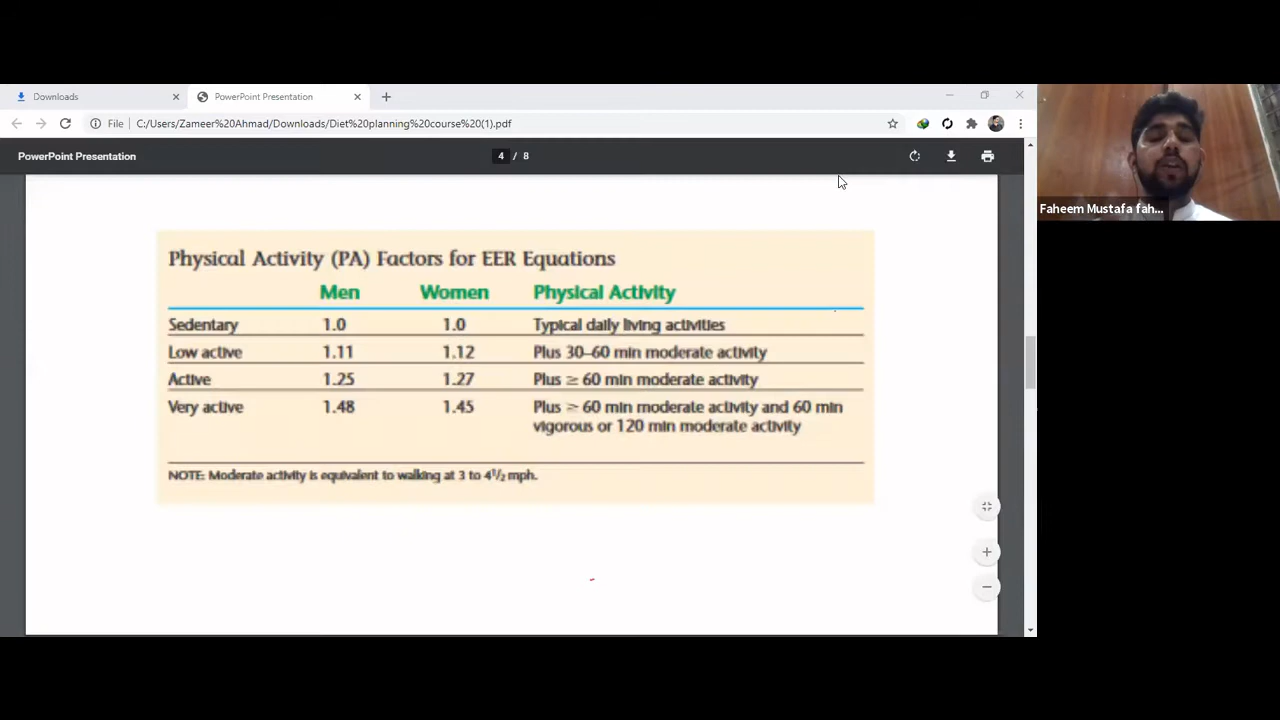 Downloads
PowerPoint Presentation
File
C:/Users/Zameer%20Ahmad/Downloads/Diet%20planning%20course%20(1).pdf
PowerPoint Presentation
4 / 8
Faheem Mustafa fah...
Physical Activity (PA) Factors for EER Equations
Men Women Physical Activity
Sedentary 1.0 1.0 Typical daily living activities
Low active 1.11 1.12 Plus 30–60 min moderate activity
Active 1.25 1.27 Plus ≥ 60 min moderate activity
Very active 1.48 1.45 Plus ≥ 60 min moderate activity and 60 min
vigorous or 120 min moderate activity
NOTE: Moderate activity is equivalent to walking at 3 to 4 1/2 mph.